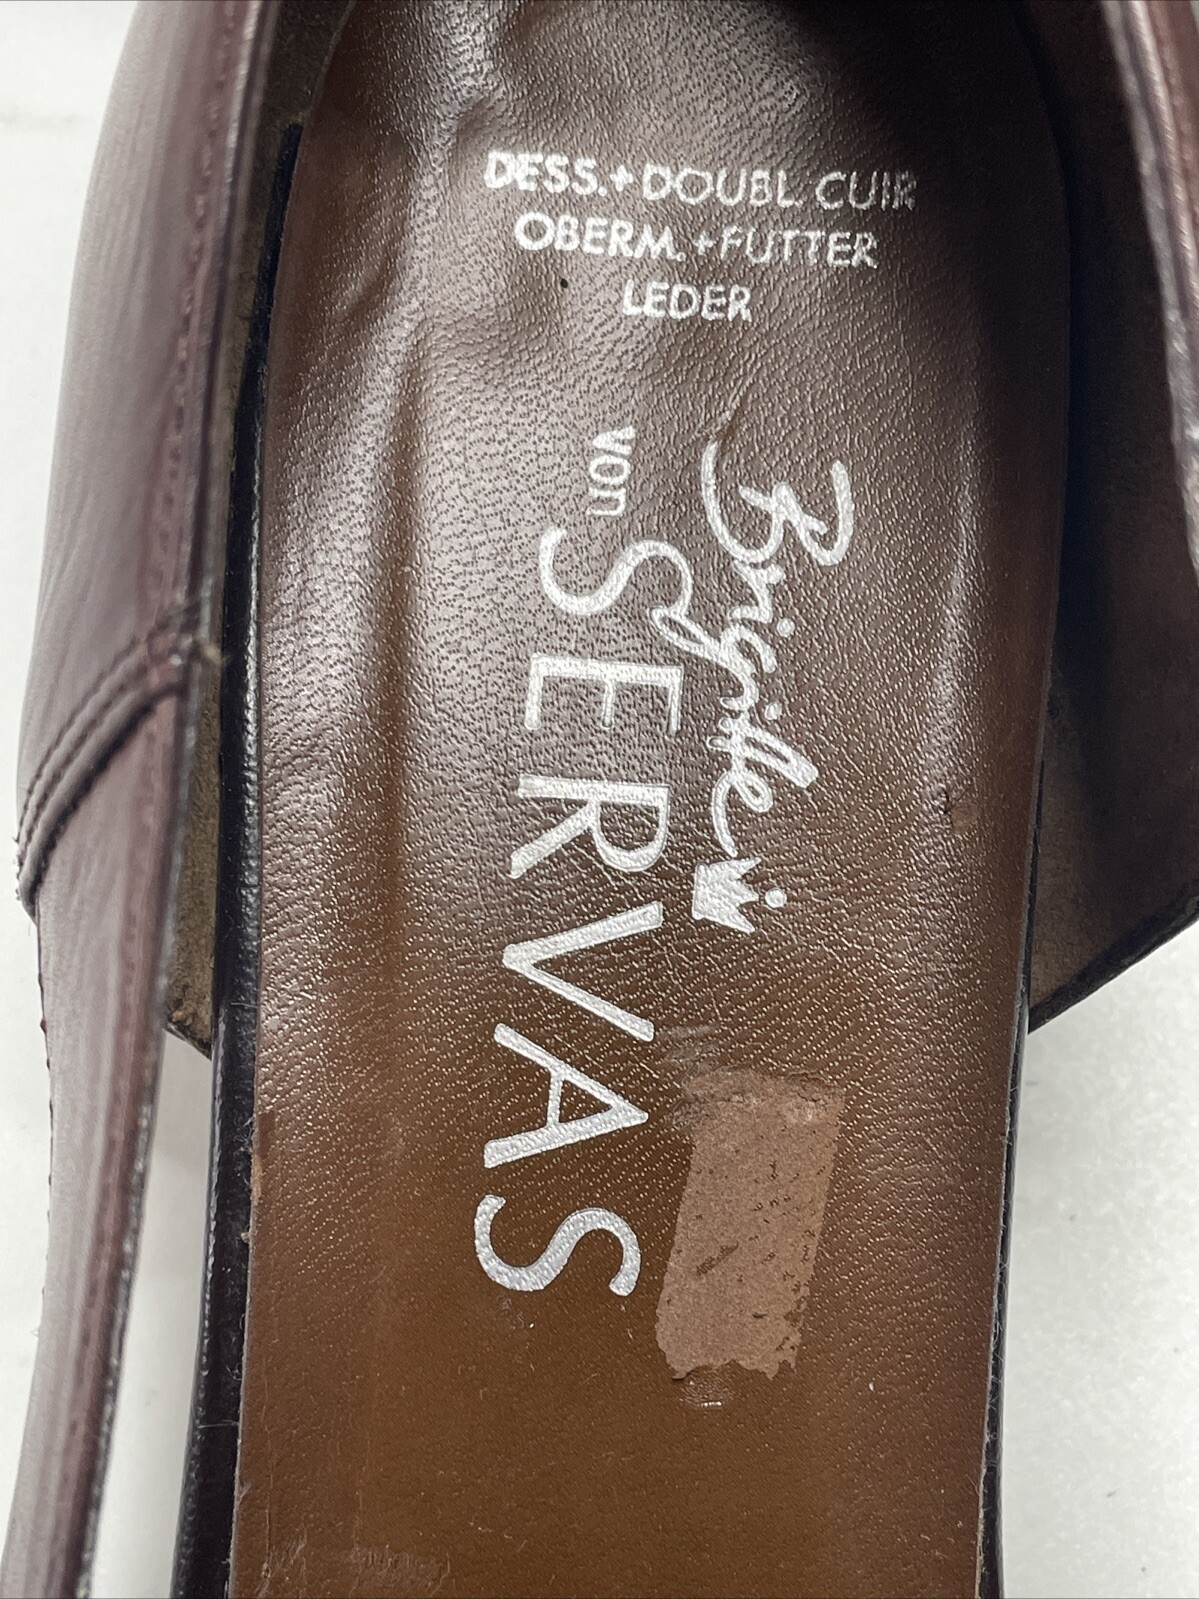 DESS.+DOUBL. CUIR
OBERM.+FUTTER
LEDER
Brigitte
von SERVAS